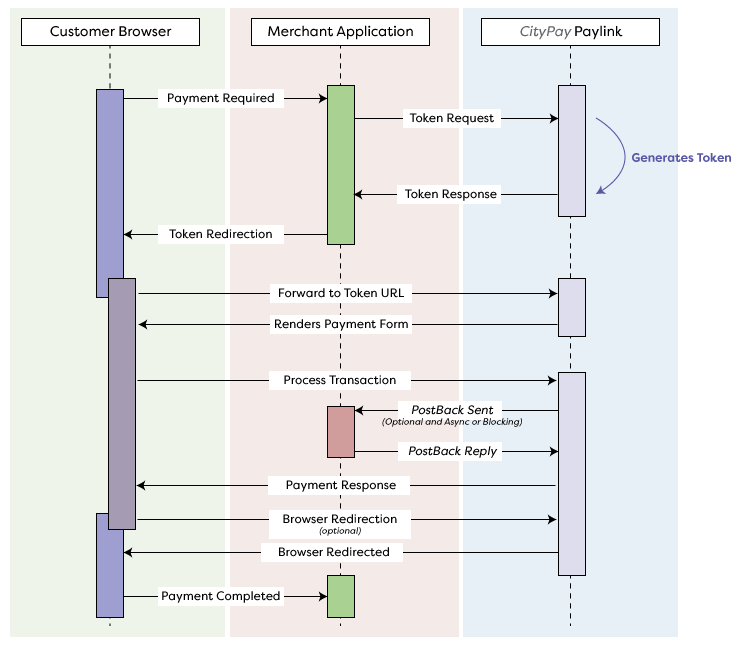 Customer Browser
Merchant Application
CityPay Paylink
Payment Required
Token Request
Generates Token
Token Response
Token Redirection
Forward to Token URL
Renders Payment Form
Process Transaction
PostBack Sent
(Optional and Async or Blocking)
PostBack Reply
Payment Response
Browser Redirection
(optional)
Browser Redirected
Payment Completed